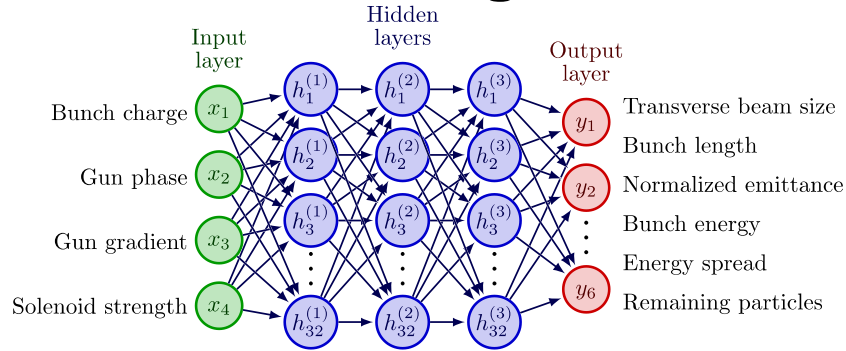 Hidden
layers
Input
layer
Output
layer
Bunch charge
Gun phase
Gun gradient
Solenoid strength
x₁
x₂
x₃
x₄
h₁⁽¹⁾ h₁⁽²⁾ h₁⁽³⁾
h₂⁽¹⁾ h₂⁽²⁾ h₂⁽³⁾
h₃⁽¹⁾ h₃⁽²⁾ h₃⁽³⁾
h₃₂⁽¹⁾ h₃₂⁽²⁾ h₃₂⁽³⁾
y₁
y₂
y₆
Transverse beam size
Bunch length
Normalized emittance
Bunch energy
Energy spread
Remaining particles